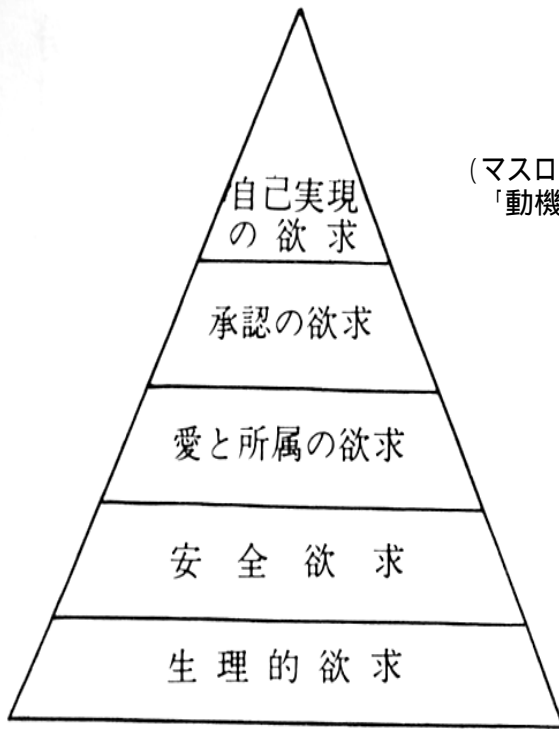 (マスロ
「動機
自己実現
の欲求
承認の欲求
愛と所属の欲求
安全欲求
生理的欲求